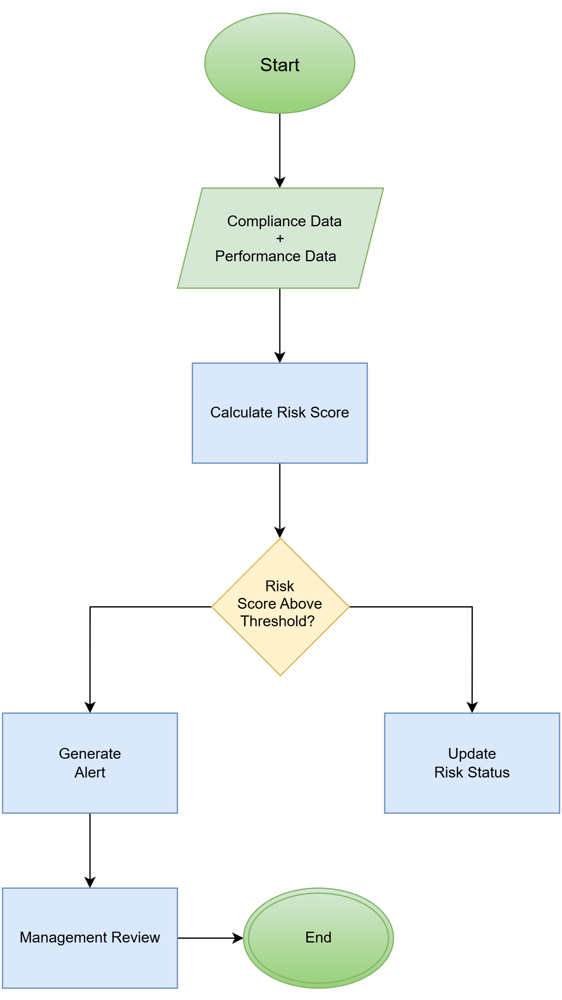 Start
Compliance Data
+
Performance Data
Calculate Risk Score
Risk
Score Above
Threshold?
Generate
Alert
Update
Risk Status
Management Review
End